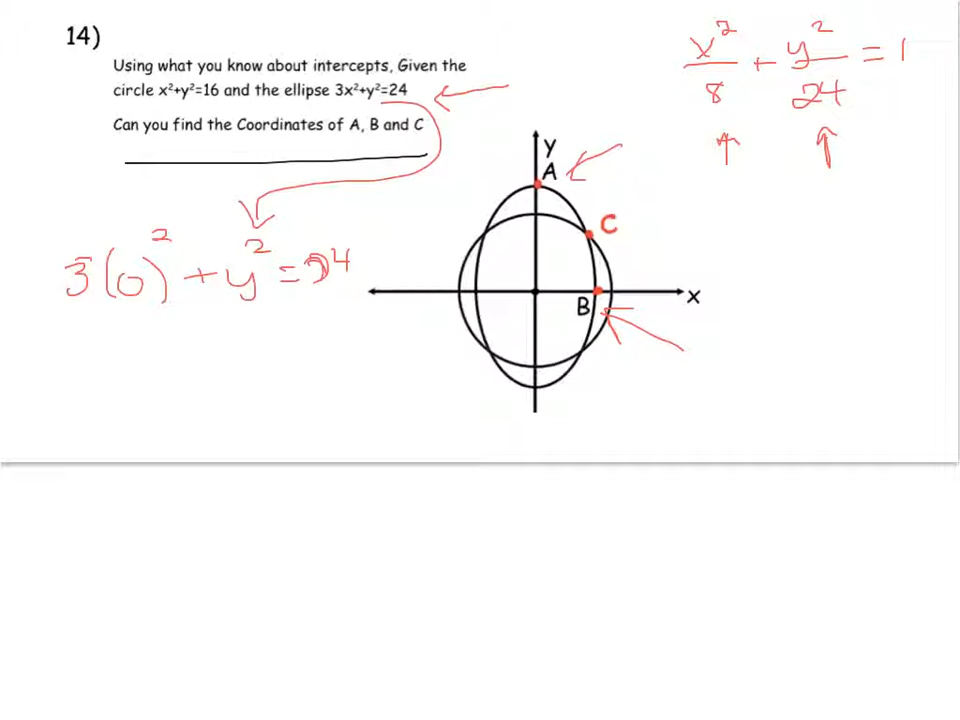 14)
Using what you know about intercepts, Given the
circle x²+y²=16 and the ellipse 3x²+y²=24
Can you find the Coordinates of A, B and C
x²/8 + y²/24 = 1
3(0)² + y² = 24
y
A
C
B
x